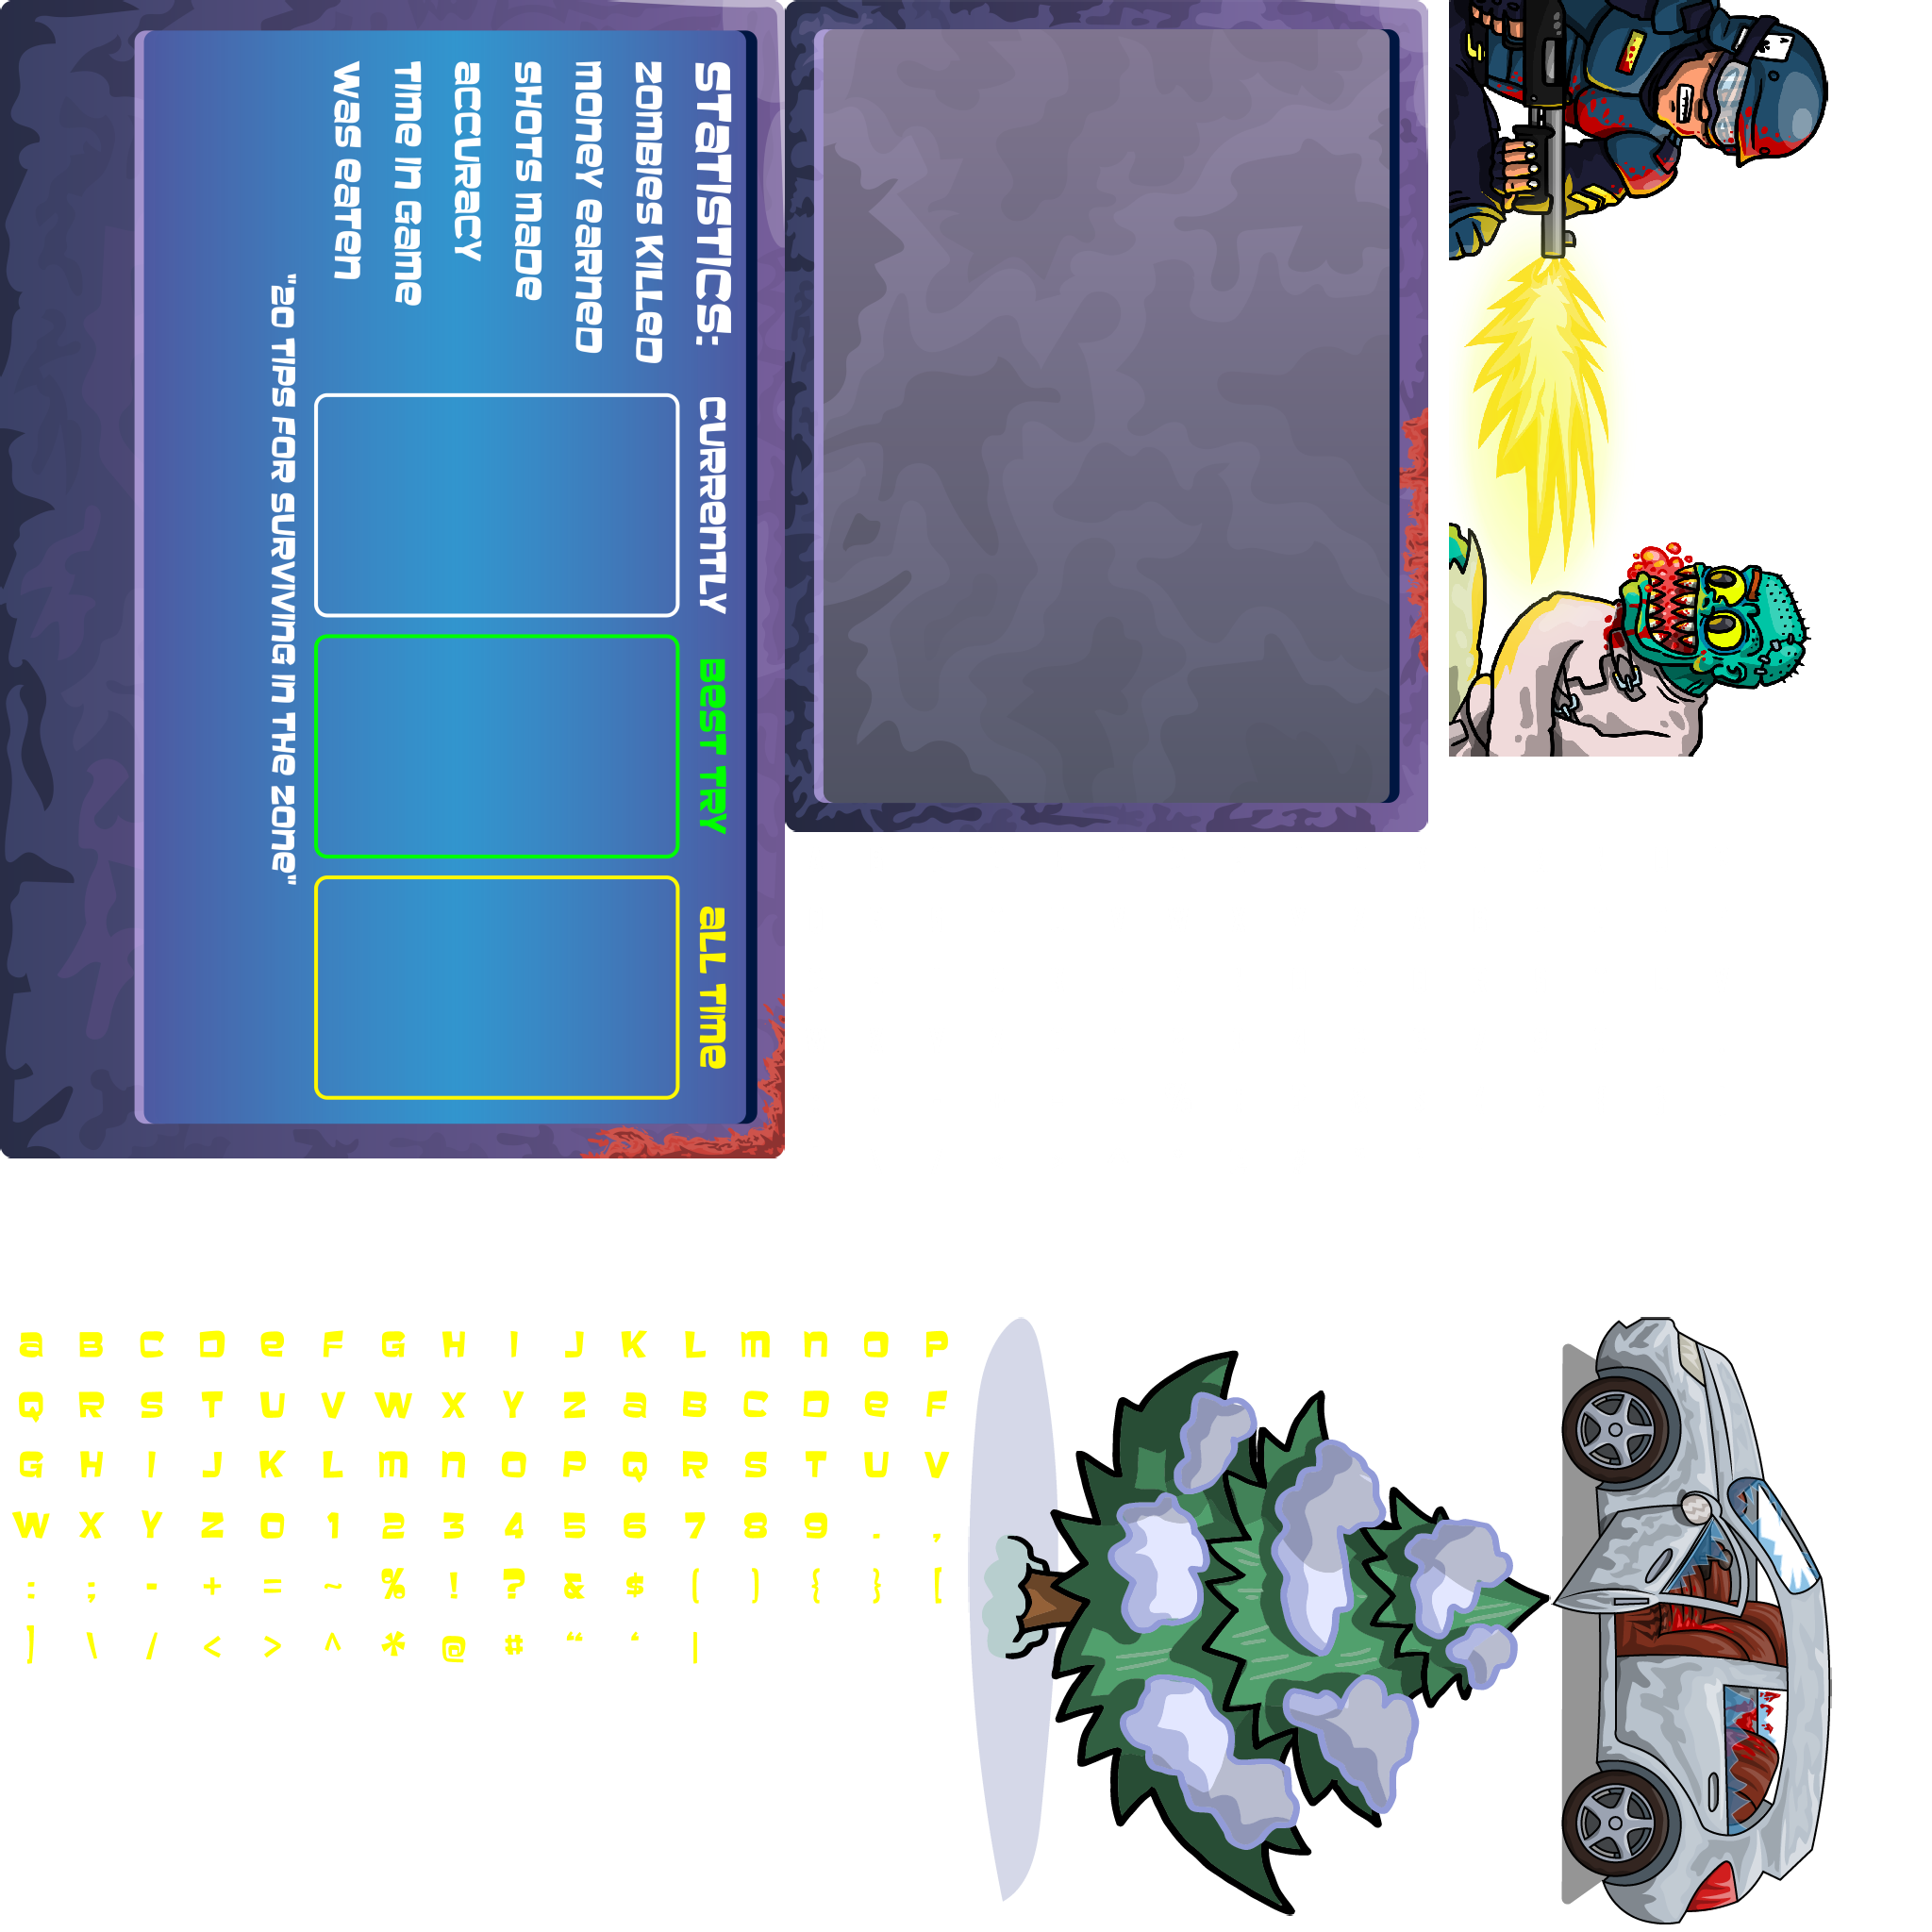 STATISTICS: CURRENTLY BEST TRY ALL TIME
ZOMBIES KILLED
MONEY EARNED
SHOTS MADE
ACCURACY
TIME IN GAME
WAS EATEN
"20 TIPS FOR SURVIVING IN THE ZONE"
a B C D e F G H I J K L m n O P
Q R S T U V W X Y Z a B C D e F
G H I J K L m n O P Q R S T U V
W X Y Z 0 1 2 3 4 5 6 7 8 9 . ,
: ; - + = ~ % ! ? & $ ( ) { } [
] \ / < > ^ * @ # “ ‘ |